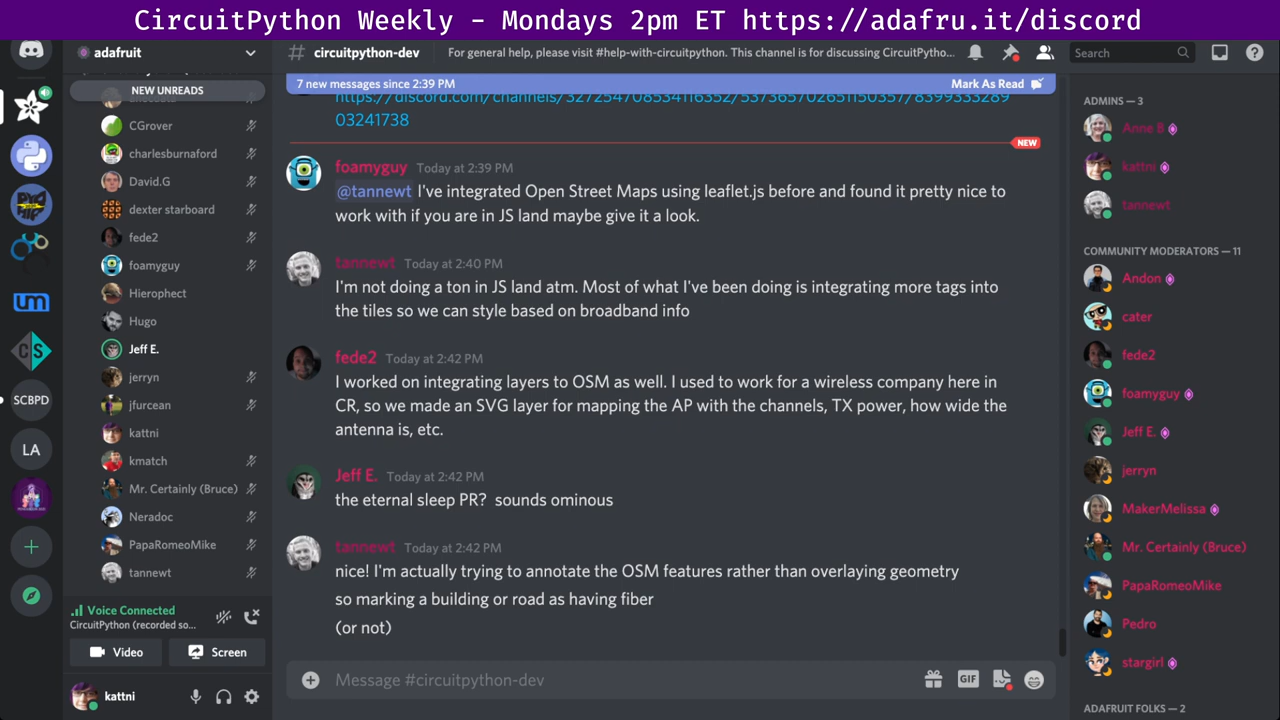 CircuitPython Weekly - Mondays 2pm ET https://adafru.it/discord
adafruit
# circuitpython-dev
For general help, please visit #help-with-circuitpython. This channel is for discussing CircuitPytho...
Search
NEW UNREADS
CGrover
charlesburnaford
David.G
dexter starboard
fede2
foamyguy
Hierophect
Hugo
Jeff E.
jerryn
jfurcean
kattni
kmatch
Mr. Certainly (Bruce)
Neradoc
PapaRomeoMike
tannewt
Voice Connected
CircuitPython (recorded so...
Video
Screen
kattni
UM
CS
SCBPD
LA
7 new messages since 2:39 PM
Mark As Read
https://discord.com/channels/327254708534116352/537365702651150357/8399333289
03241738
NEW
foamyguy Today at 2:39 PM
@tannewt I've integrated Open Street Maps using leaflet.js before and found it pretty nice to
work with if you are in JS land maybe give it a look.
tannewt Today at 2:40 PM
I'm not doing a ton in JS land atm. Most of what I've been doing is integrating more tags into
the tiles so we can style based on broadband info
fede2 Today at 2:42 PM
I worked on integrating layers to OSM as well. I used to work for a wireless company here in
CR, so we made an SVG layer for mapping the AP with the channels, TX power, how wide the
antenna is, etc.
Jeff E. Today at 2:42 PM
the eternal sleep PR? sounds ominous
tannewt Today at 2:42 PM
nice! I'm actually trying to annotate the OSM features rather than overlaying geometry
so marking a building or road as having fiber
(or not)
Message #circuitpython-dev
GIF
ADMINS — 3
Anne B
kattni
tannewt
COMMUNITY MODERATORS — 11
Andon
cater
fede2
foamyguy
Jeff E.
jerryn
MakerMelissa
Mr. Certainly (Bruce)
PapaRomeoMike
Pedro
stargirl
ADAFRUIT FOLKS — 2